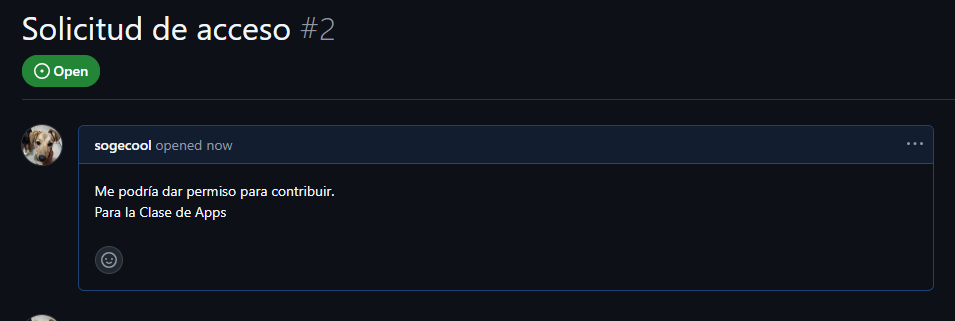 Solicitud de acceso #2
Open
sogecool opened now
Me podría dar permiso para contribuir.
Para la Clase de Apps